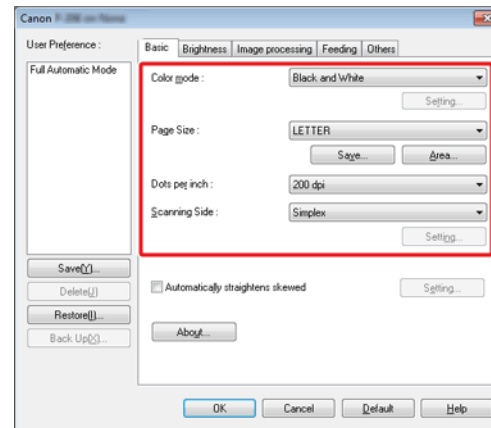 Canon
User Preference :
Full Automatic Mode
Save(Y)...
Delete(J)
Restore(I)...
Back Up(X)...
Basic Brightness Image processing Feeding Others
Color mode : Black and White
Setting...
Page Size : LETTER
Save... Area...
Dots per inch : 200 dpi
Scanning Side : Simplex
Setting...
Automatically straightens skewed Setting...
About...
OK Cancel Default Help